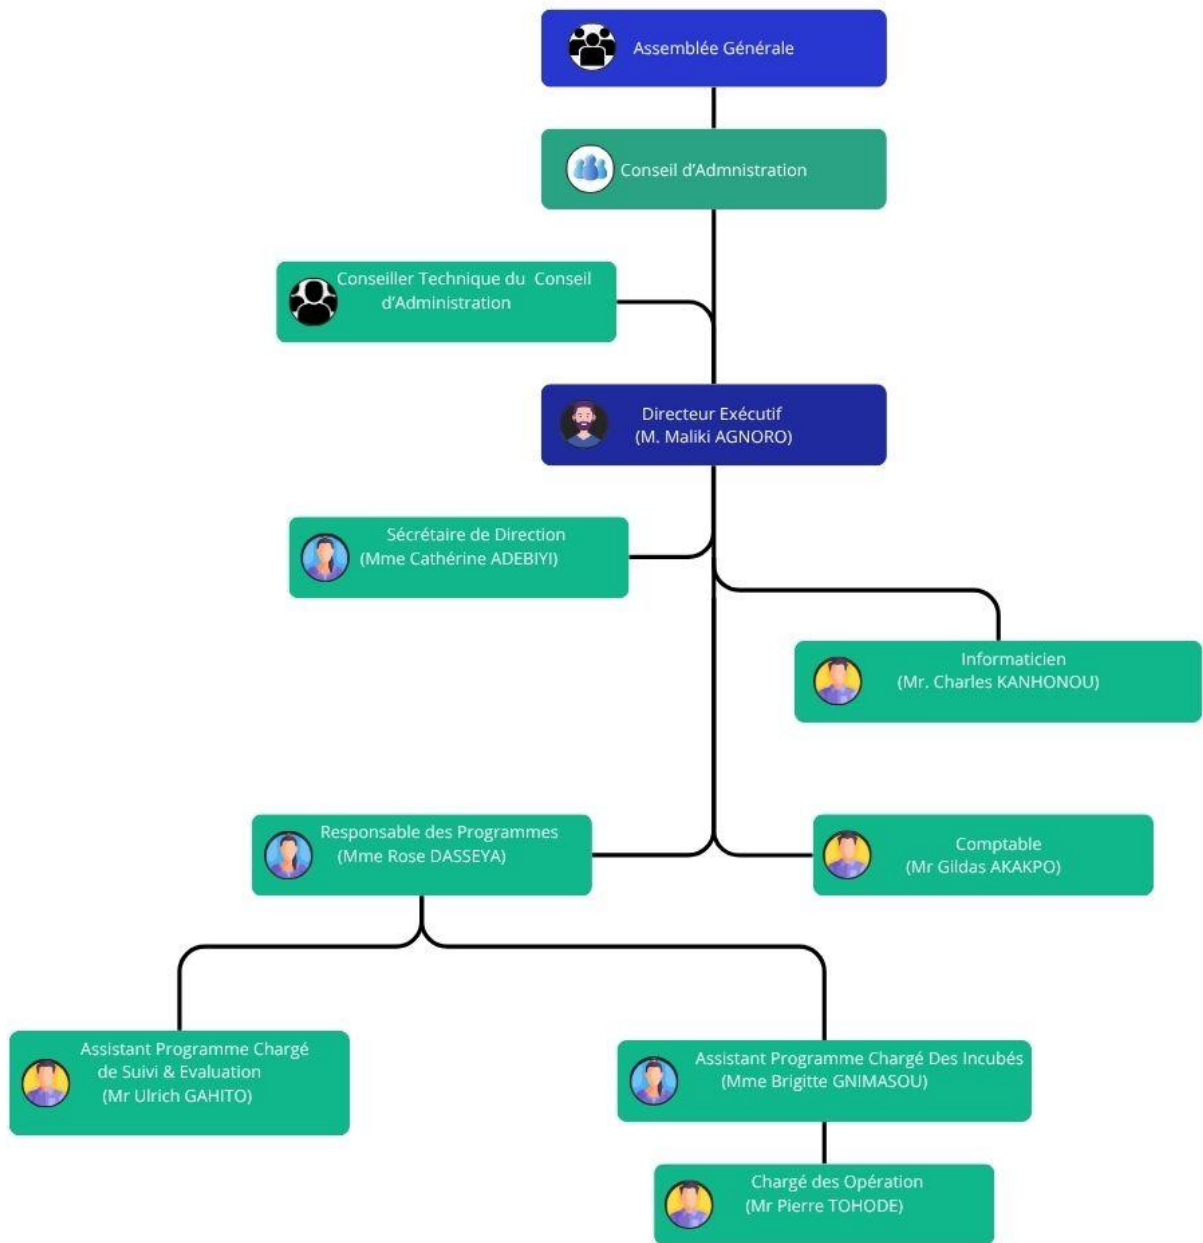 Assemblée Générale
Conseil d'Admnistration
Conseiller Technique du Conseil
d'Administration
Directeur Exécutif
(M. Maliki AGNORO)
Sécrétaire de Direction
(Mme Cathérine ADEBIYI)
Informaticien
(Mr. Charles KANHONOU)
Responsable des Programmes
(Mme Rose DASSEYA)
Comptable
(Mr Gildas AKAKPO)
Assistant Programme Chargé
de Suivi & Evaluation
(Mr Ulrich GAHITO)
Assistant Programme Chargé Des Incubés
(Mme Brigitte GNIMASOU)
Chargé des Opération
(Mr Pierre TOHODE)